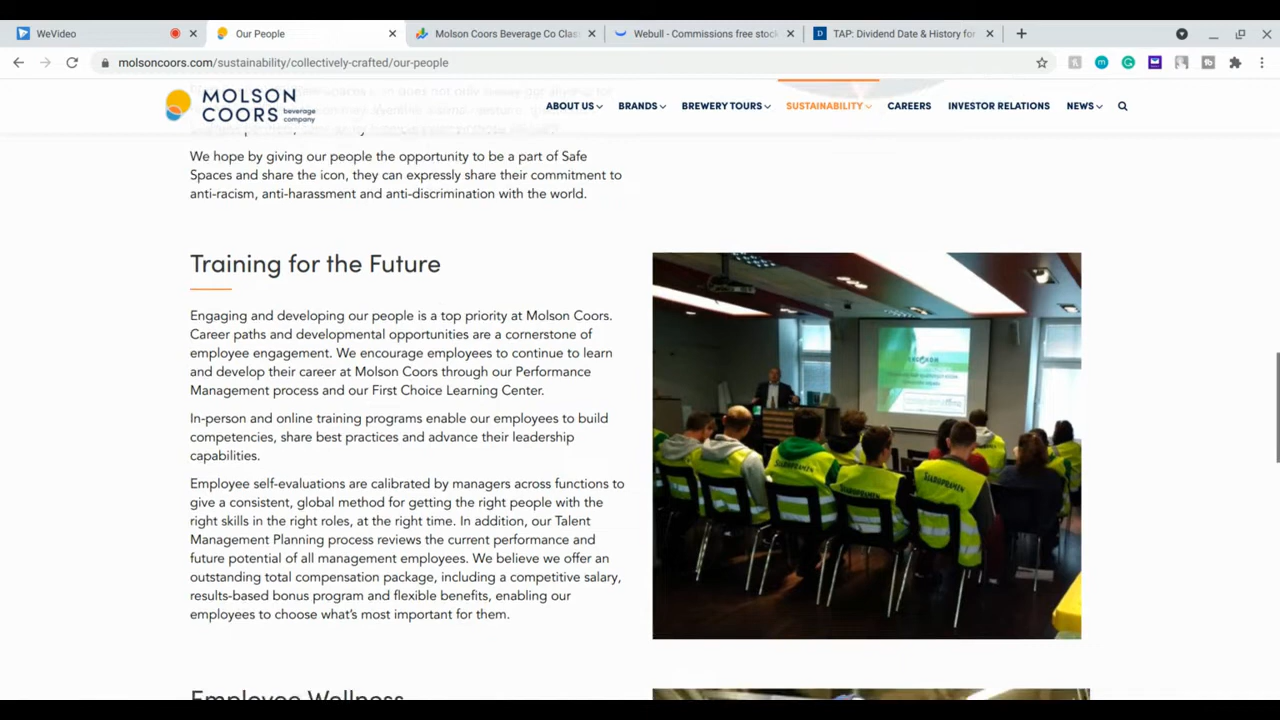 WeVideo
Our People
Molson Coors Beverage Co Clas
Webull - Commissions free stock
TAP: Dividend Date & History for
molsoncoors.com/sustainability/collectively-crafted/our-people
MOLSON
COORS beverage
company
ABOUT US
BRANDS
BREWERY TOURS
SUSTAINABILITY
CAREERS
INVESTOR RELATIONS
NEWS
We hope by giving our people the opportunity to be a part of Safe
Spaces and share the icon, they can expressly share their commitment to
anti-racism, anti-harassment and anti-discrimination with the world.
Training for the Future
Engaging and developing our people is a top priority at Molson Coors.
Career paths and developmental opportunities are a cornerstone of
employee engagement. We encourage employees to continue to learn
and develop their career at Molson Coors through our Performance
Management process and our First Choice Learning Center.
In-person and online training programs enable our employees to build
competencies, share best practices and advance their leadership
capabilities.
Employee self-evaluations are calibrated by managers across functions to
give a consistent, global method for getting the right people with the
right skills in the right roles, at the right time. In addition, our Talent
Management Planning process reviews the current performance and
future potential of all management employees. We believe we offer an
outstanding total compensation package, including a competitive salary,
results-based bonus program and flexible benefits, enabling our
employees to choose what's most important for them.
STAROPRAMEN
STAROPRAMEN
STAROPRAMEN
Employee Wellness